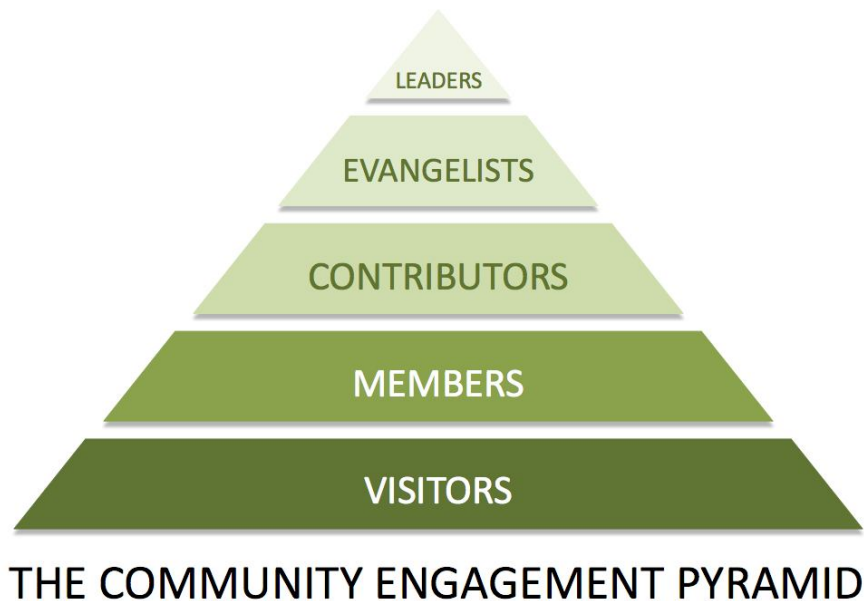 LEADERS
EVANGELISTS
CONTRIBUTORS
MEMBERS
VISITORS
THE COMMUNITY ENGAGEMENT PYRAMID